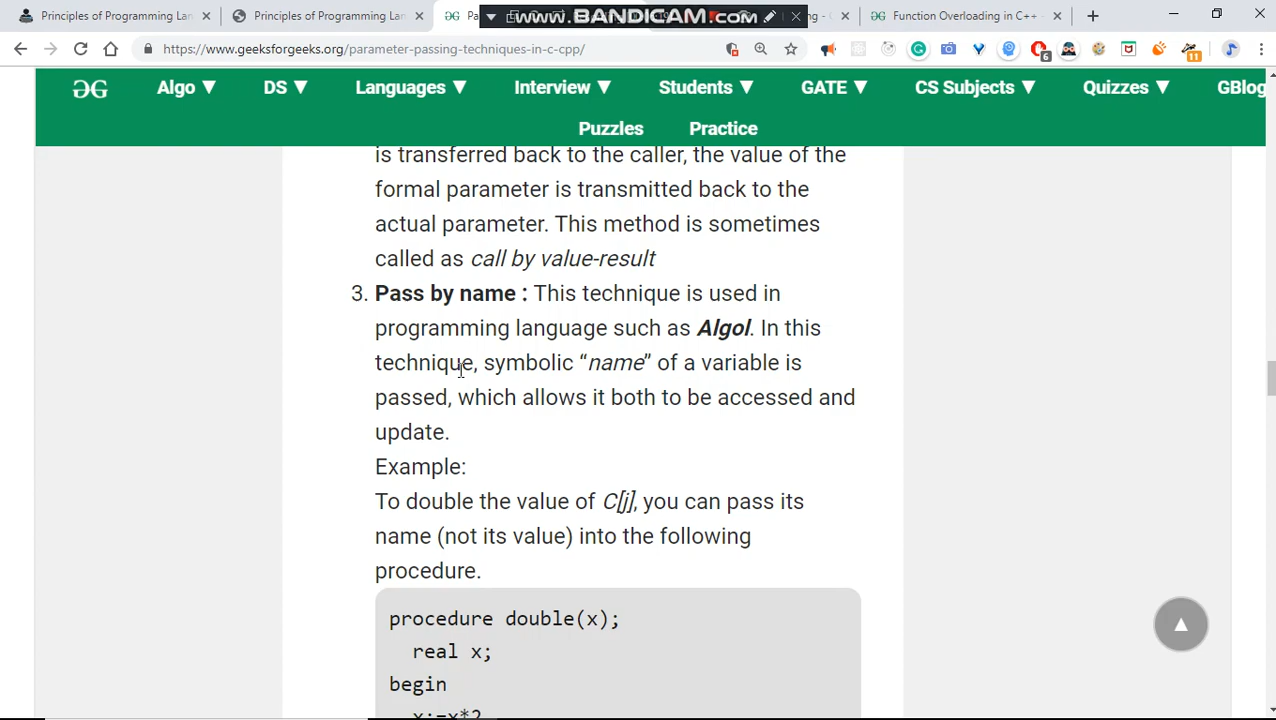 Principles of Programming Lan
Principles of Programming Lan
Pa
www.BANDICAM.com
Function Overloading in C++ -
https://www.geeksforgeeks.org/parameter-passing-techniques-in-c-cpp/
6
11
Algo ▼ DS ▼ Languages ▼ Interview ▼ Students ▼ GATE ▼ CS Subjects ▼ Quizzes ▼ GBlog
Puzzles Practice
is transferred back to the caller, the value of the
formal parameter is transmitted back to the
actual parameter. This method is sometimes
called as call by value-result
3. Pass by name : This technique is used in
programming language such as Algol. In this
technique, symbolic “name” of a variable is
passed, which allows it both to be accessed and
update.
Example:
To double the value of C[j], you can pass its
name (not its value) into the following
procedure.
procedure double(x);
real x;
begin
x:=x*2